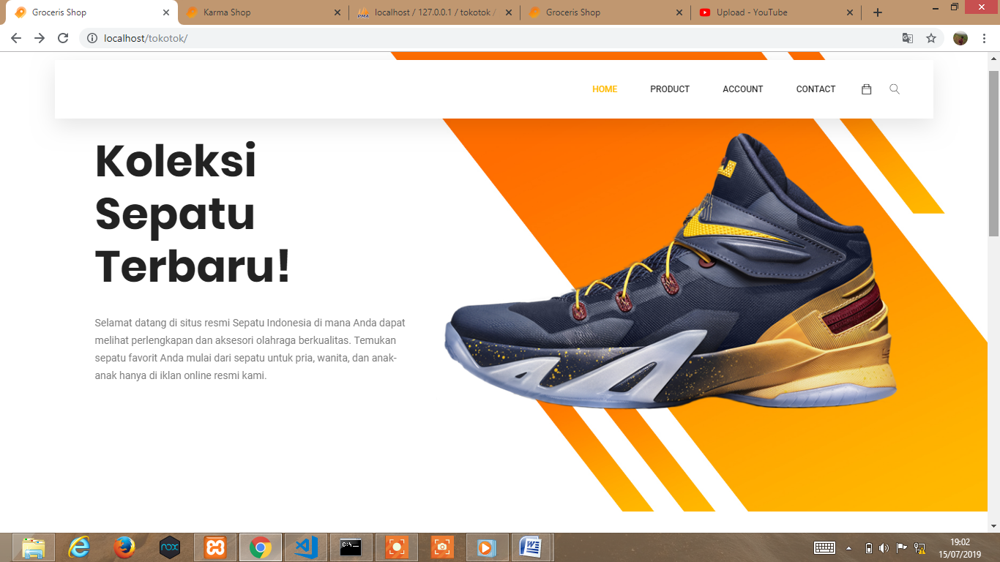 Groceris Shop
Karma Shop
localhost / 127.0.0.1 / tokotok /
Groceris Shop
Upload - YouTube
localhost/tokotok/
HOME
PRODUCT
ACCOUNT
CONTACT
Koleksi
Sepatu
Terbaru!
Selamat datang di situs resmi Sepatu Indonesia di mana Anda dapat
melihat perlengkapan dan aksesori olahraga berkualitas. Temukan
sepatu favorit Anda mulai dari sepatu untuk pria, wanita, dan anak-
anak hanya di iklan online resmi kami.
nox
19:02
15/07/2019